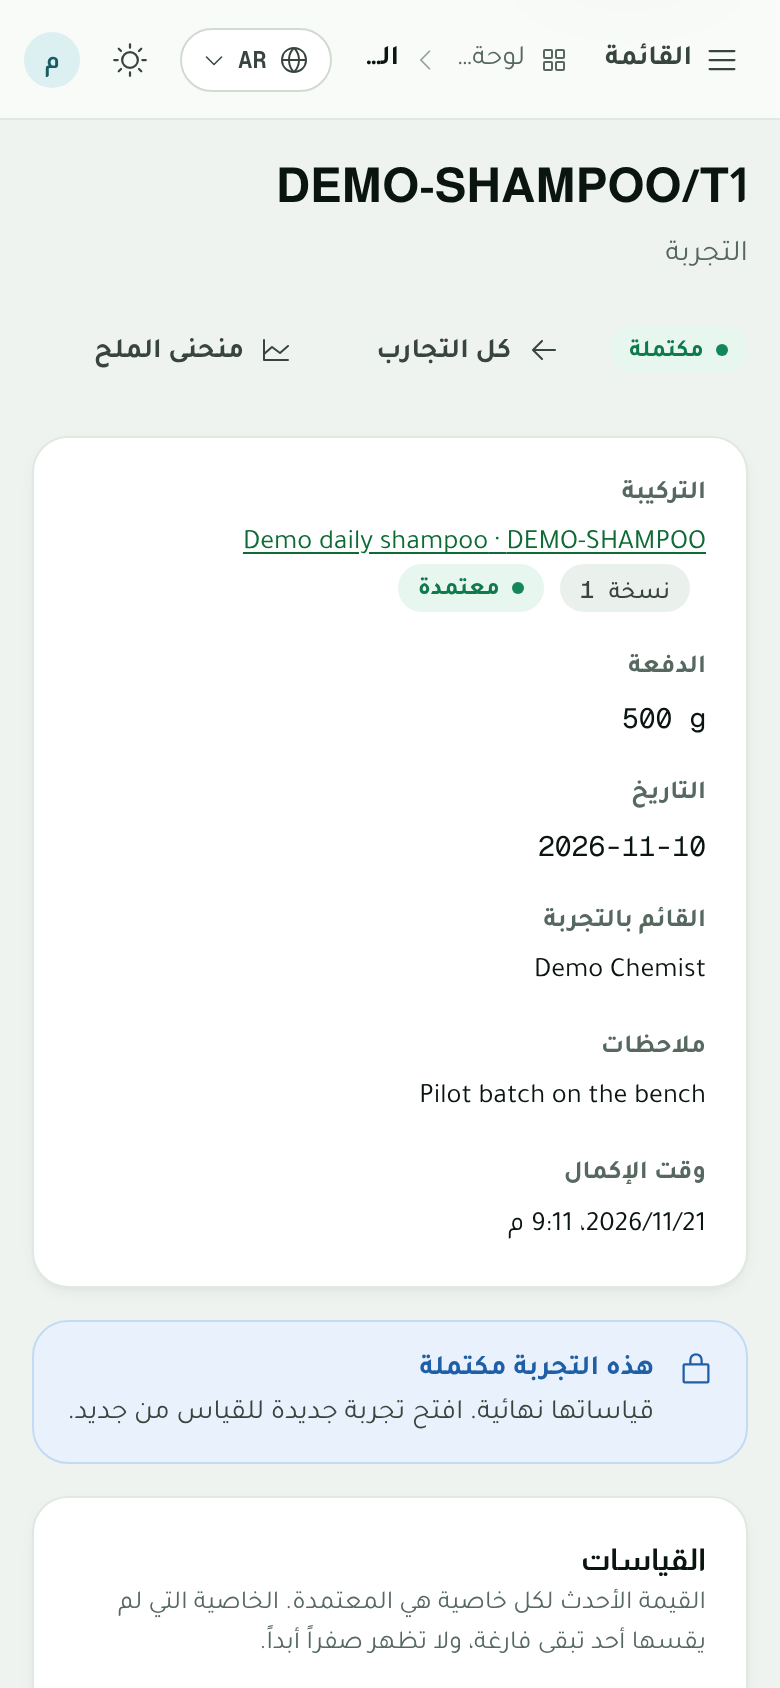 القائمة
لوحة…
الـ…
AR
م
DEMO-SHAMPOO/T1
التجربة
مكتملة
كل التجارب
منحنى الملح
التركيبة
Demo daily shampoo · DEMO-SHAMPOO
نسخة 1
معتمدة
الدفعة
500 g
التاريخ
2026-11-10
القائم بالتجربة
Demo Chemist
ملاحظات
Pilot batch on the bench
وقت الإكمال
2026/11/21، 9:11 م
هذه التجربة مكتملة
قياساتها نهائية. افتح تجربة جديدة للقياس من جديد.
القياسات
القيمة الأحدث لكل خاصية هي المعتمدة. الخاصية التي لم
يقسها أحد تبقى فارغة، ولا تظهر صفراً أبداً.